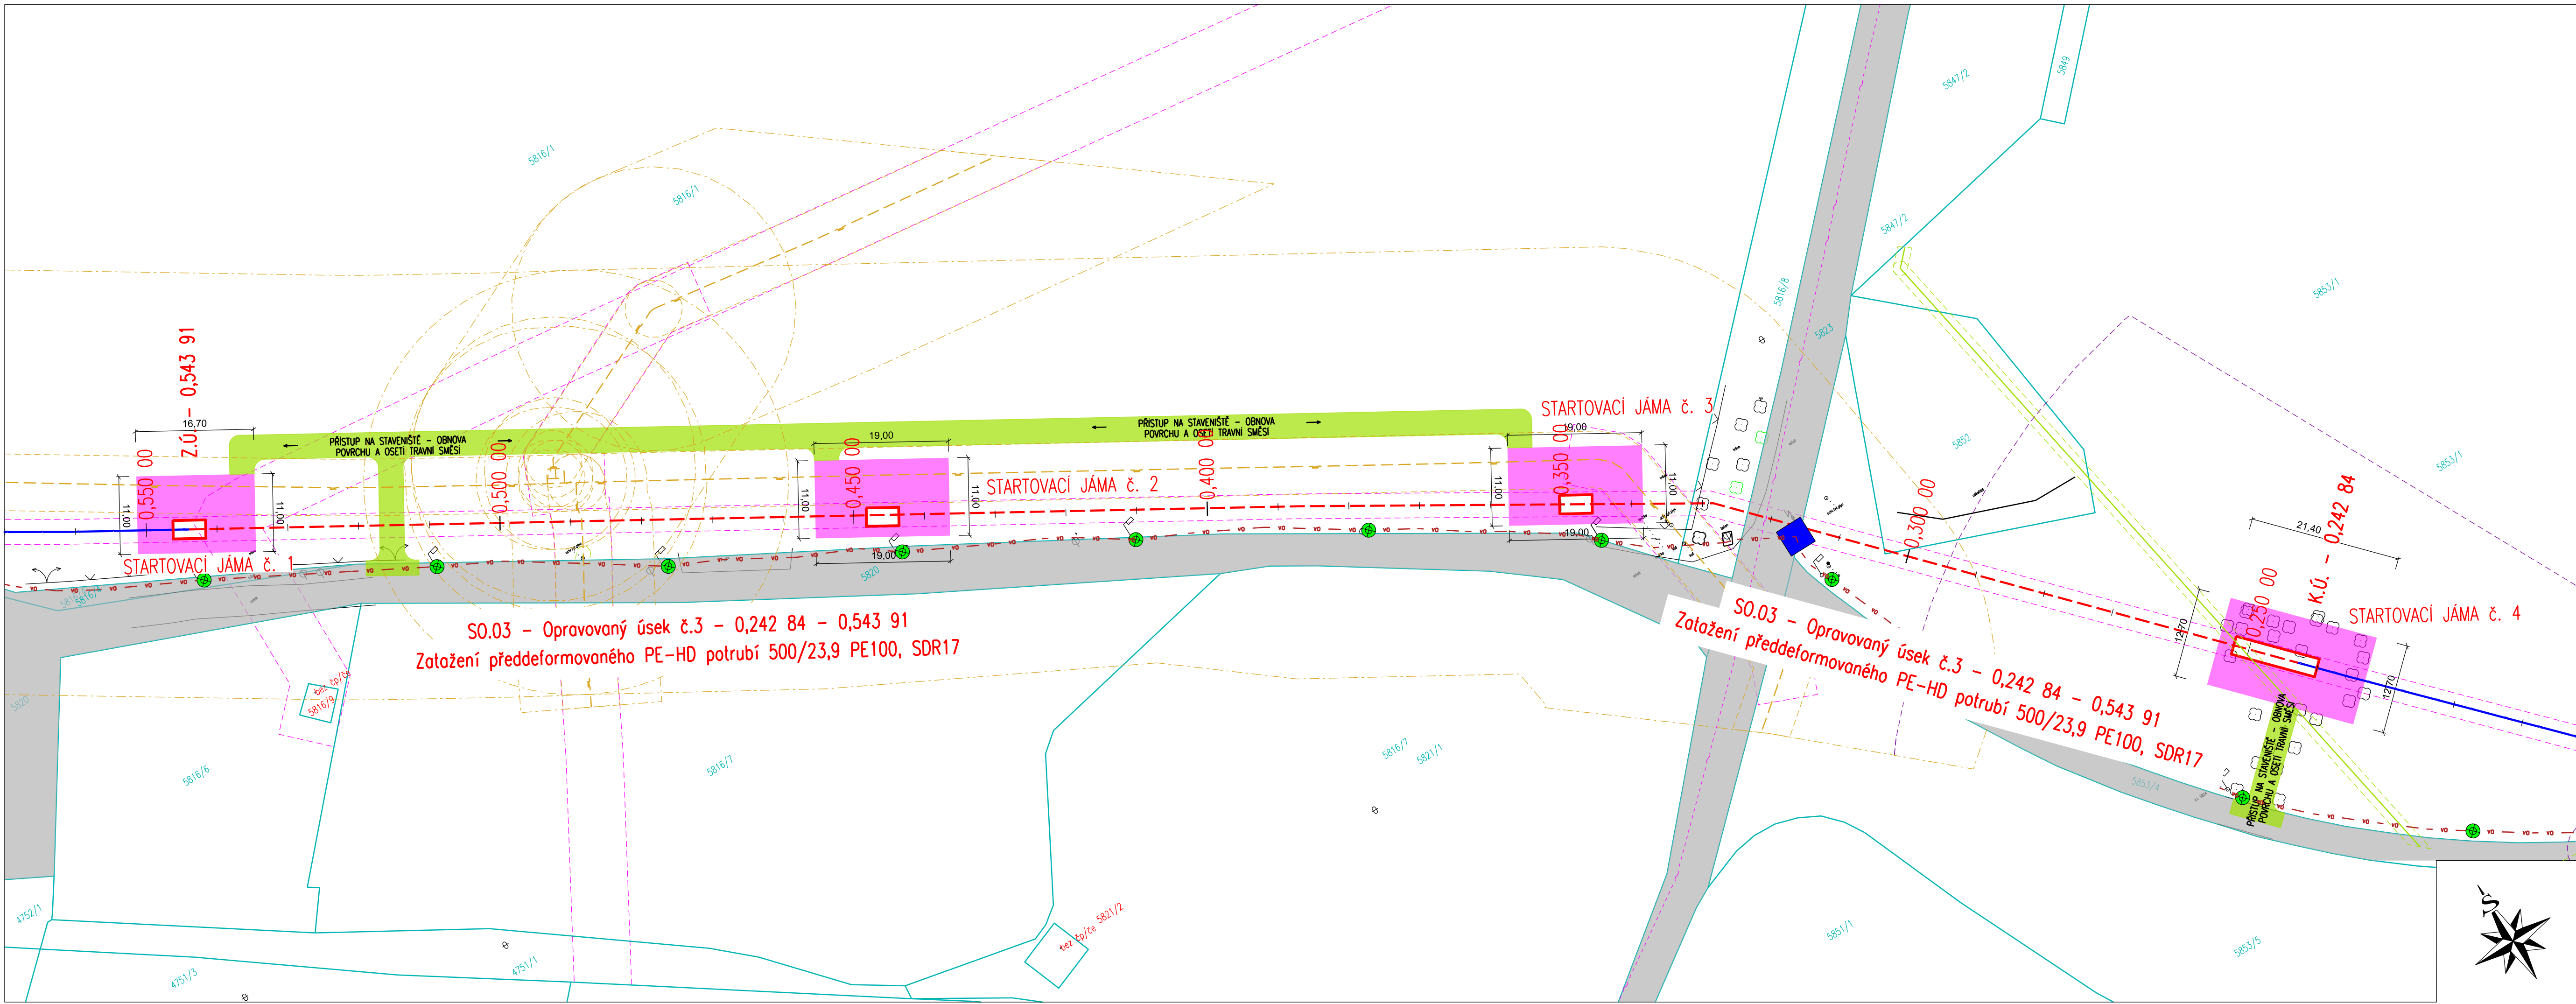 5847/2
5849
5816/1
5816/1
5847/2
5816/8
5823
5853/1
5852
5853/1
Z.Ú. - 0,543 91
16,70
0,550 00
11,00
11,00
STARTOVACÍ JÁMA č. 1
PŘÍSTUP NA STAVENIŠTĚ - OBNOVA
POVRCHU A OSETÍ TRAVNÍ SMĚSÍ
0,500 00
19,00
0,450 00
11,00
11,00
19,00
STARTOVACÍ JÁMA č. 2
PŘÍSTUP NA STAVENIŠTĚ - OBNOVA
POVRCHU A OSETÍ TRAVNÍ SMĚSÍ
0,400 00
STARTOVACÍ JÁMA č. 3
19,00
0,350 00
11,00
11,00
19,00
0,300 00
21,40
K.Ú. - 0,242 84
0,250 00
12,70
12,70
STARTOVACÍ JÁMA č. 4
PŘÍSTUP NA STAVENIŠTĚ - OBNOVA
POVRCHU A OSETÍ TRAVNÍ SMĚSÍ
5820
SO.03 - Opravovaný úsek č.3 - 0,242 84 - 0,543 91
Zatažení předdeformovaného PE-HD potrubí 500/23,9 PE100, SDR17
SO.03 - Opravovaný úsek č.3 - 0,242 84 - 0,543 91
Zatažení předdeformovaného PE-HD potrubí 500/23,9 PE100, SDR17
bez čp/če
5816/9
5820
5816/6
5816/7
5816/7
5821/1
5853/4
4752/1
4751/3
4751/1
bez čp/če
5821/2
5851/1
5853/5
S